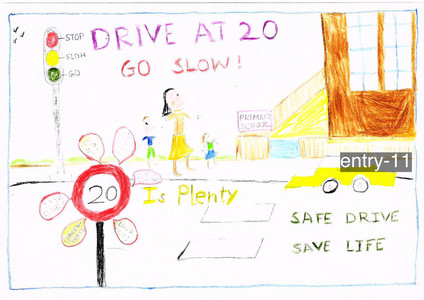 DRIVE AT 20
GO SLOW!
STOP
SLOW
GO
PRIMARY
SCHOOL
entry-11
20
Is Plenty
SAFE DRIVE
SAVE LIFE